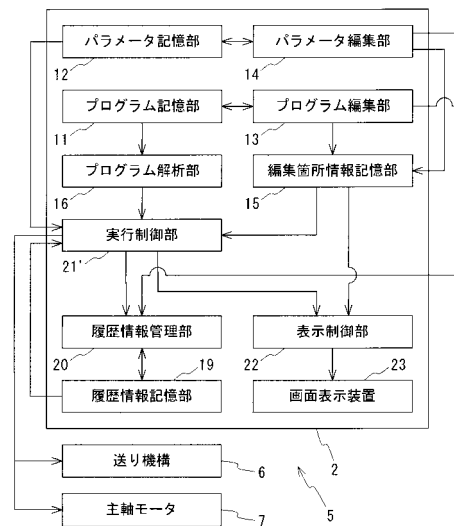 パラメータ記憶部
パラメータ編集部
12
14
プログラム記憶部
プログラム編集部
11
13
プログラム解析部
編集箇所情報記憶部
16
15
実行制御部
21'
履歴情報管理部
表示制御部
20
19
22
23
履歴情報記憶部
画面表示装置
送り機構
6
2
主軸モータ
7
5